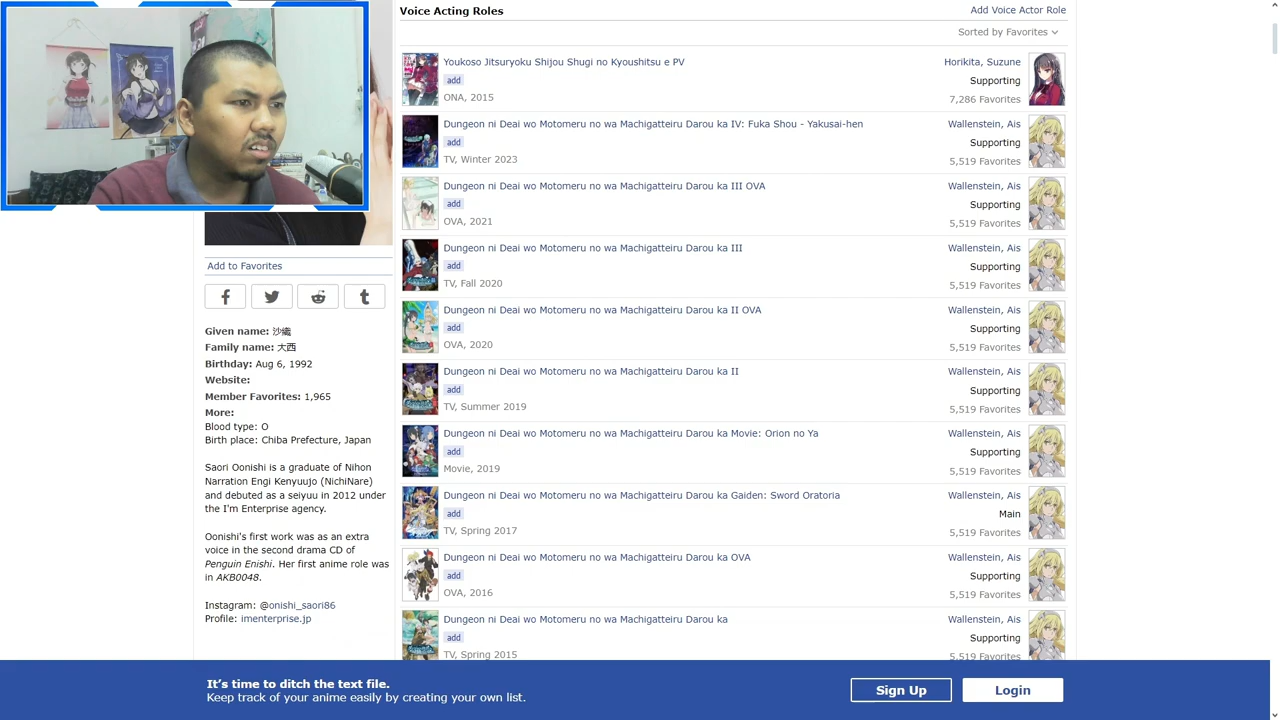 Voice Acting Roles
Add Voice Actor Role
Sorted by Favorites
Youkoso Jitsuryoku Shijou Shugi no Kyoushitsu e PV
add
ONA, 2015
Horikita, Suzune
Supporting
7,286 Favorites
Dungeon ni Deai wo Motomeru no wa Machigatteiru Darou ka IV: Fuka Shou - Yakusai-hen
add
TV, Winter 2023
Wallenstein, Ais
Supporting
5,519 Favorites
Dungeon ni Deai wo Motomeru no wa Machigatteiru Darou ka III OVA
add
OVA, 2021
Wallenstein, Ais
Supporting
5,519 Favorites
Dungeon ni Deai wo Motomeru no wa Machigatteiru Darou ka III
add
TV, Fall 2020
Wallenstein, Ais
Supporting
5,519 Favorites
Dungeon ni Deai wo Motomeru no wa Machigatteiru Darou ka II OVA
add
OVA, 2020
Wallenstein, Ais
Supporting
5,519 Favorites
Dungeon ni Deai wo Motomeru no wa Machigatteiru Darou ka II
add
TV, Summer 2019
Wallenstein, Ais
Supporting
5,519 Favorites
Dungeon ni Deai wo Motomeru no wa Machigatteiru Darou ka Movie: Orion no Ya
add
Movie, 2019
Wallenstein, Ais
Supporting
5,519 Favorites
Dungeon ni Deai wo Motomeru no wa Machigatteiru Darou ka Gaiden: Sword Oratoria
add
TV, Spring 2017
Wallenstein, Ais
Main
5,519 Favorites
Dungeon ni Deai wo Motomeru no wa Machigatteiru Darou ka OVA
add
OVA, 2016
Wallenstein, Ais
Supporting
5,519 Favorites
Dungeon ni Deai wo Motomeru no wa Machigatteiru Darou ka
add
TV, Spring 2015
Wallenstein, Ais
Supporting
5,519 Favorites
Add to Favorites
Given name: 沙織
Family name: 大西
Birthday: Aug 6, 1992
Website:
Member Favorites: 1,965
More:
Blood type: O
Birth place: Chiba Prefecture, Japan
Saori Oonishi is a graduate of Nihon
Narration Engi Kenyuujo (NichiNare)
and debuted as a seiyuu in 2012 under
the I'm Enterprise agency.
Oonishi's first work was as an extra
voice in the second drama CD of
Penguin Enishi. Her first anime role was
in AKB0048.
Instagram: @onishi_saori86
Profile: imenterprise.jp
It's time to ditch the text file.
Keep track of your anime easily by creating your own list.
Sign Up
Login